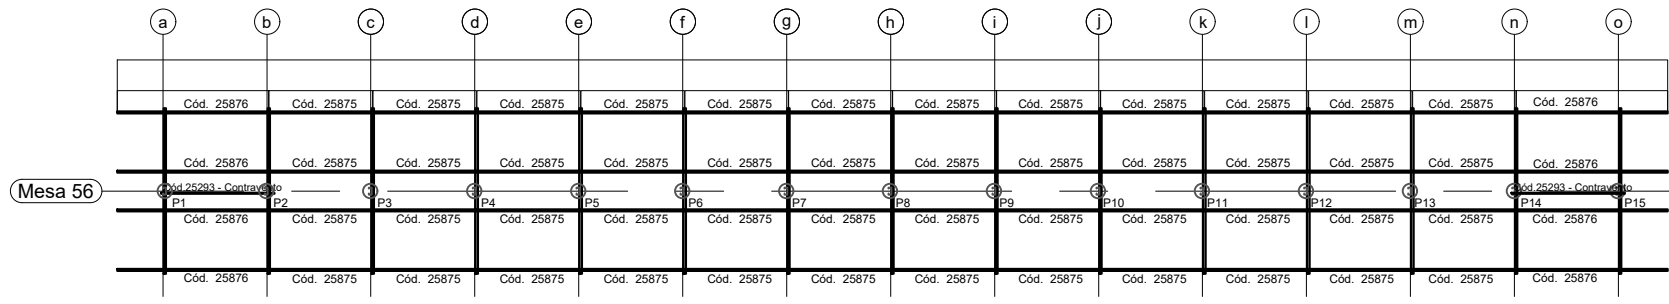 a b c d e f g h i j k l m n o
Cód. 25876 Cód. 25875 Cód. 25875 Cód. 25875 Cód. 25875 Cód. 25875 Cód. 25875 Cód. 25875 Cód. 25875 Cód. 25875 Cód. 25875 Cód. 25875 Cód. 25875 Cód. 25876
Cód. 25876 Cód. 25875 Cód. 25875 Cód. 25875 Cód. 25875 Cód. 25875 Cód. 25875 Cód. 25875 Cód. 25875 Cód. 25875 Cód. 25875 Cód. 25875 Cód. 25875 Cód. 25876
Mesa 56 Cód.25293 - Contravento Cód.25293 - Contravento
P1 P2 P3 P4 P5 P6 P7 P8 P9 P10 P11 P12 P13 P14 P15
Cód. 25876 Cód. 25875 Cód. 25875 Cód. 25875 Cód. 25875 Cód. 25875 Cód. 25875 Cód. 25875 Cód. 25875 Cód. 25875 Cód. 25875 Cód. 25875 Cód. 25875 Cód. 25876
Cód. 25876 Cód. 25875 Cód. 25875 Cód. 25875 Cód. 25875 Cód. 25875 Cód. 25875 Cód. 25875 Cód. 25875 Cód. 25875 Cód. 25875 Cód. 25875 Cód. 25875 Cód. 25876